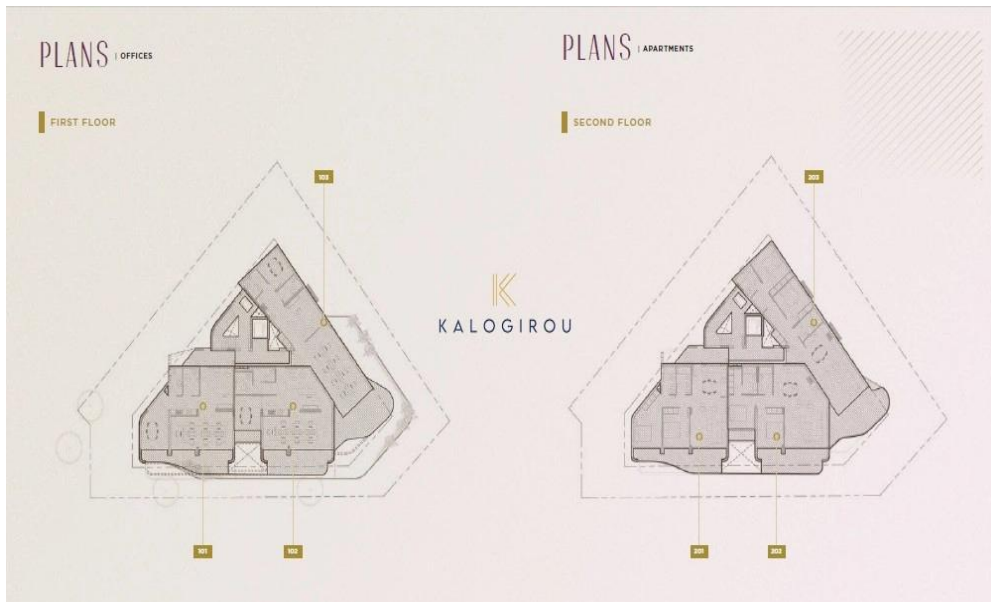 PLANS | OFFICES
FIRST FLOOR
103
101
102
KALOGIROU
PLANS | APARTMENTS
SECOND FLOOR
203
201
202